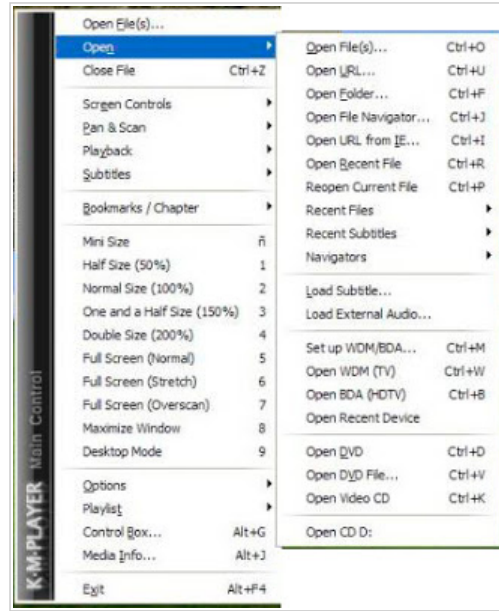 Open File(s)...
Open
Close File Ctrl+Z
Screen Controls
Pan & Scan
Playback
Subtitles
Bookmarks / Chapter
Mini Size ñ
Half Size (50%) 1
Normal Size (100%) 2
One and a Half Size (150%) 3
Double Size (200%) 4
Full Screen (Normal) 5
Full Screen (Stretch) 6
Full Screen (Overscan) 7
Maximize Window 8
Desktop Mode 9
Options
Playlist
Control Box... Alt+G
Media Info... Alt+J
Exit Alt+F4
K·M·PLAYER Main Control
Open File(s)... Ctrl+O
Open URL... Ctrl+U
Open Folder... Ctrl+F
Open File Navigator... Ctrl+J
Open URL from IE... Ctrl+I
Open Recent File Ctrl+R
Reopen Current File Ctrl+P
Recent Files
Recent Subtitles
Navigators
Load Subtitle...
Load External Audio...
Set up WDM/BDA... Ctrl+M
Open WDM (TV) Ctrl+W
Open BDA (HDTV) Ctrl+B
Open Recent Device
Open DVD Ctrl+D
Open DVD File... Ctrl+V
Open Video CD Ctrl+K
Open CD D: